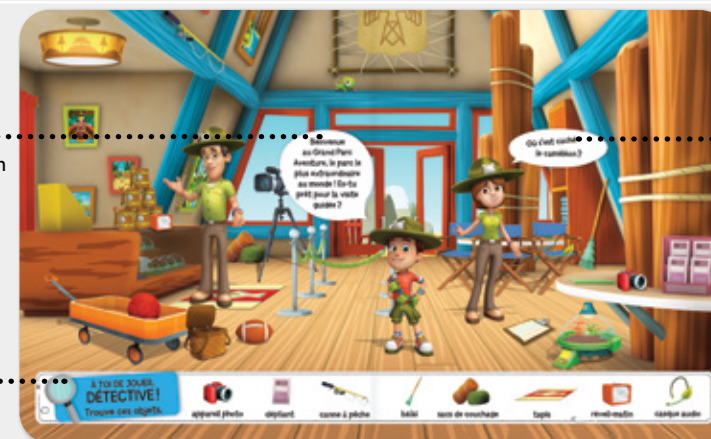 n
Bienvenue
au Grand Parc
Aventure, le parc le
plus extraordinaire
au monde ! Es-tu
prêt pour la visite
guidée ?
Où s'est caché
le caméléon ?
À TOI DE JOUER,
DÉTECTIVE !
Trouve ces objets.
appareil photo
dépliant
canne à pêche
balai
sacs de couchage
tapis
réveil-matin
casque audio